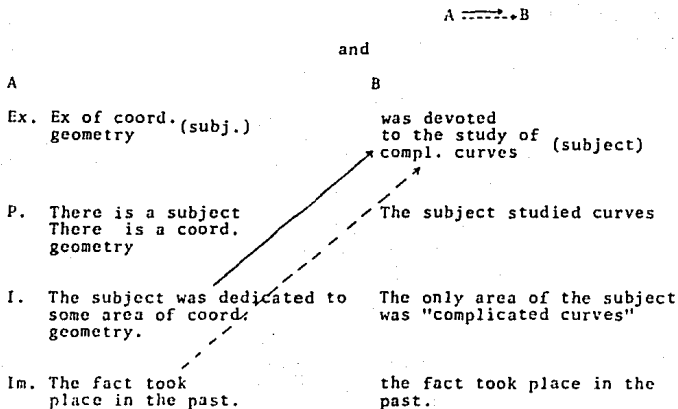 A B
and
A B
Ex. Ex of coord. (subj.) was devoted
geometry to the study of
compl. curves (subject)
P. There is a subject The subject studied curves
There is a coord.
geometry
I. The subject was dedicated to The only area of the subject
some area of coord. was "complicated curves"
geometry.
Im. The fact took the fact took place in the
place in the past. past.